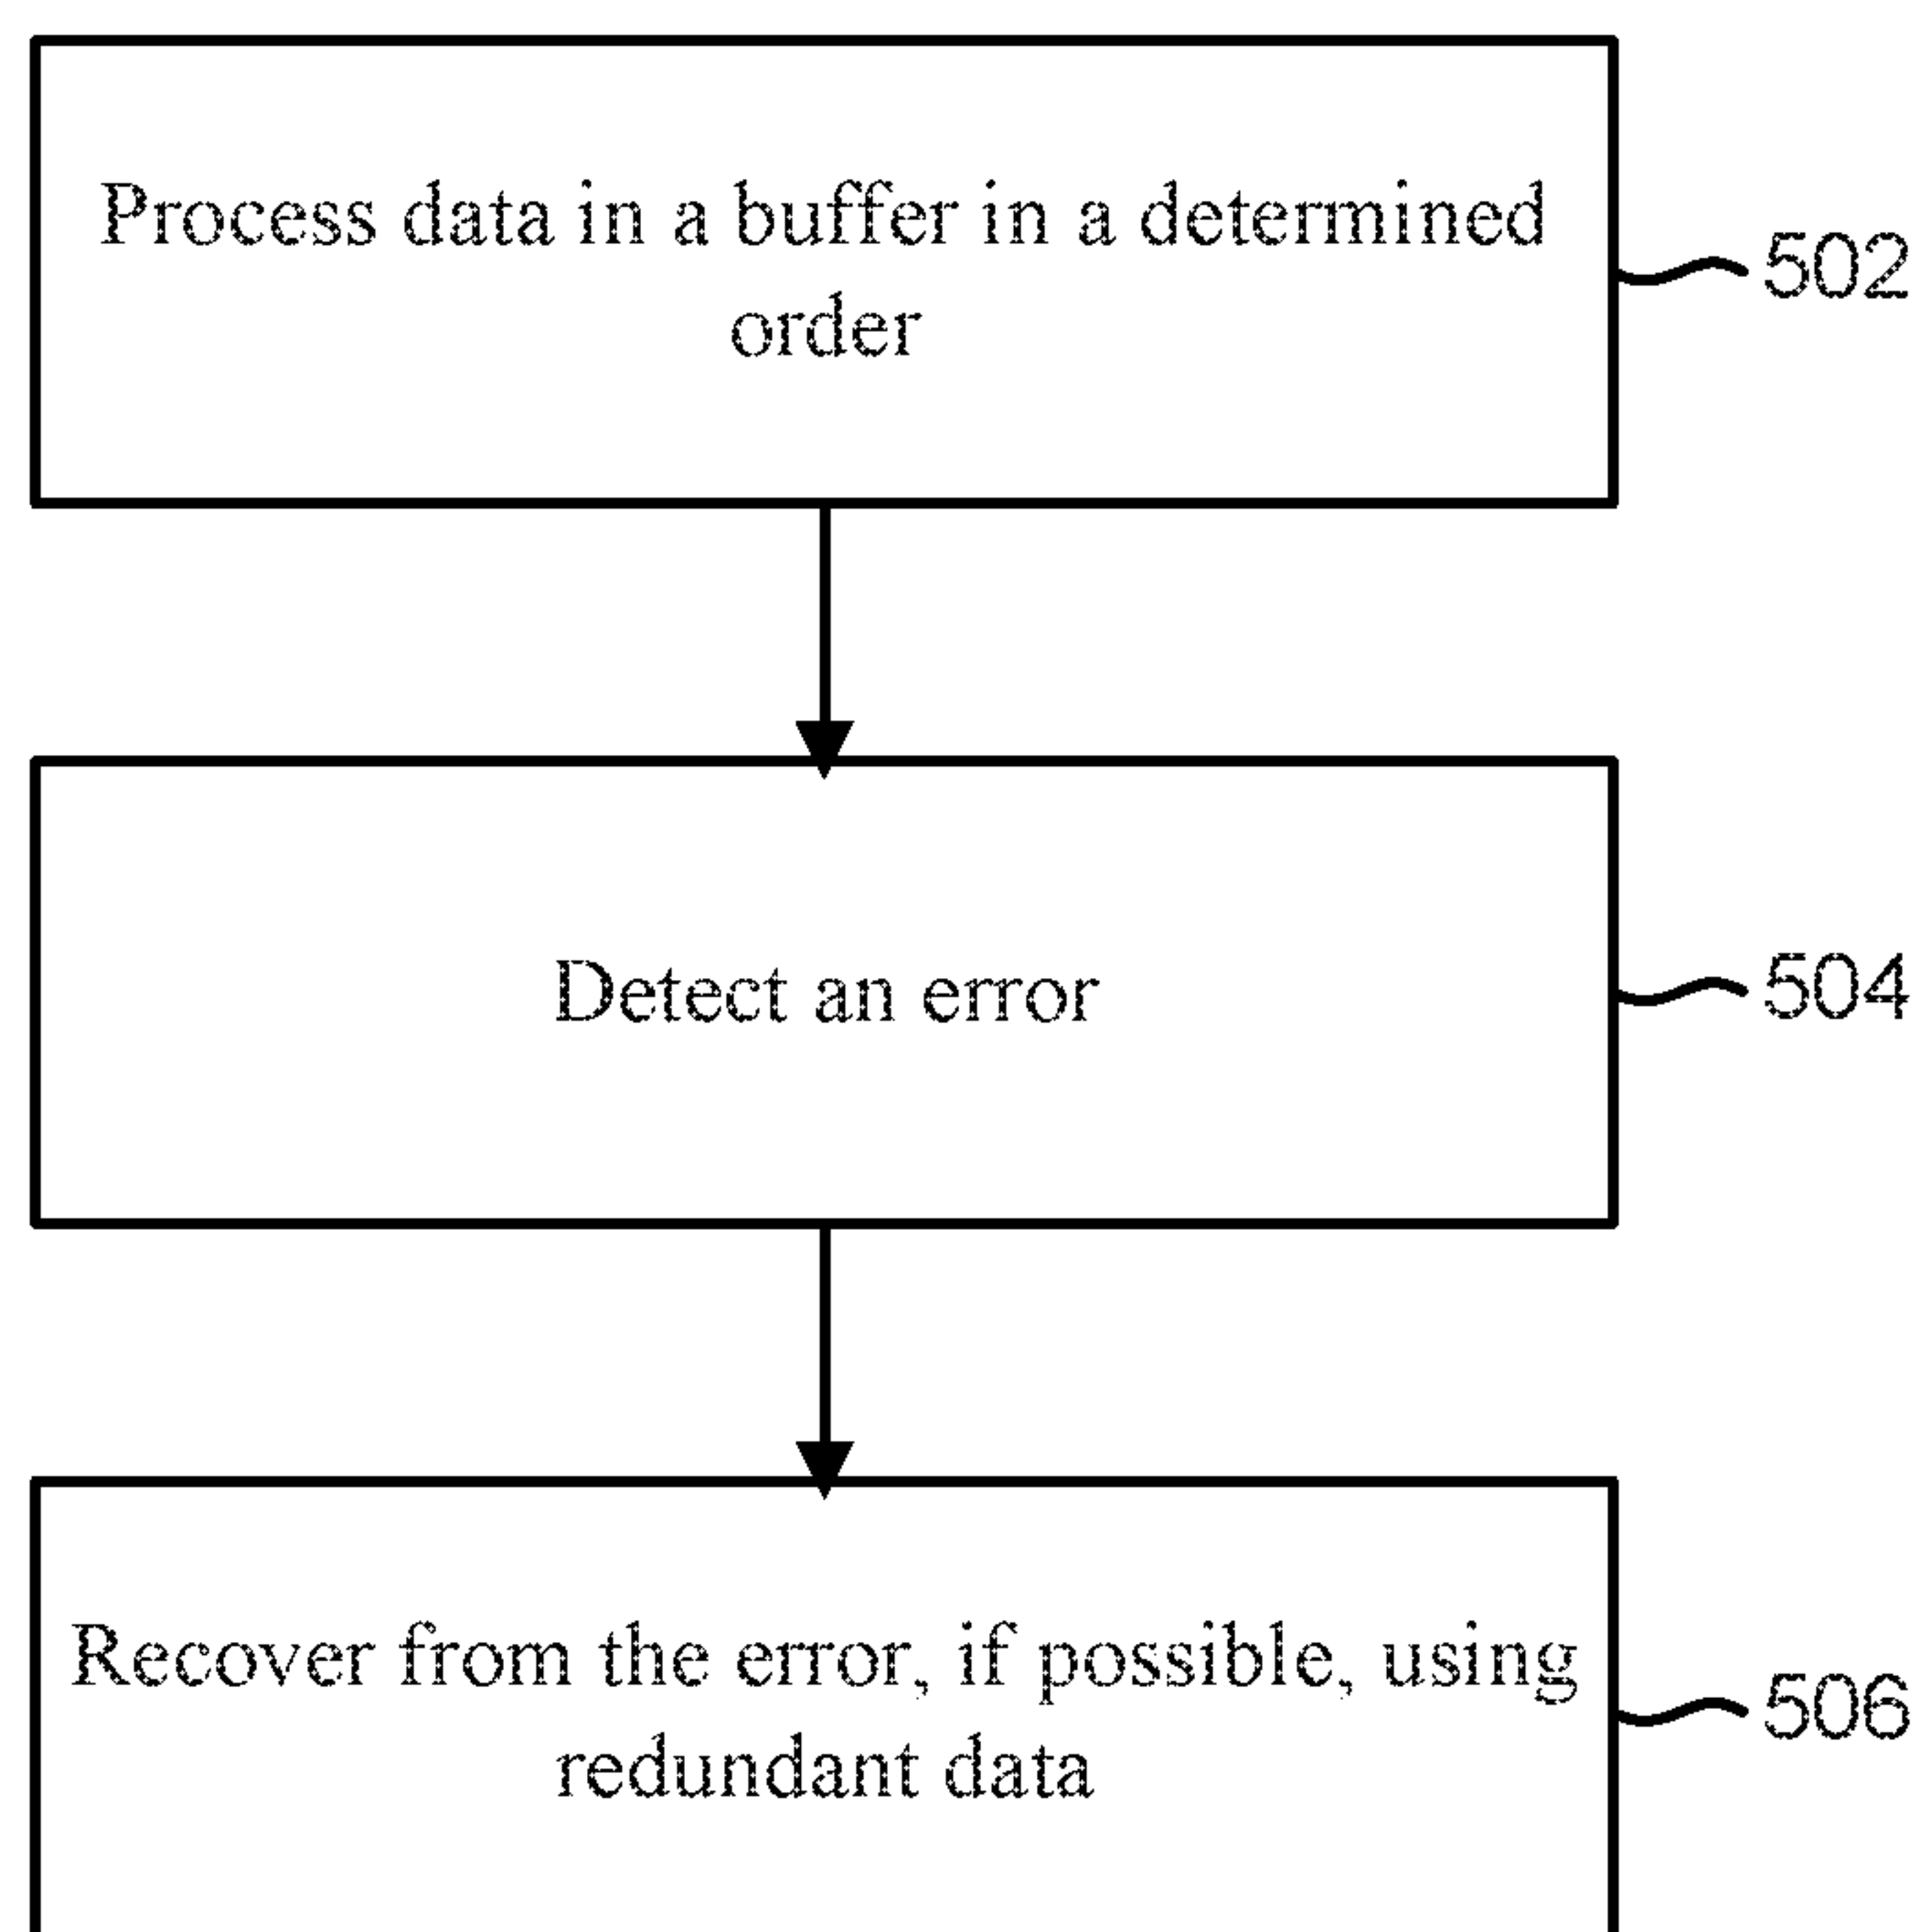 Process data in a buffer in a determined
order
502
Detect an error
504
Recover from the error, if possible, using
redundant data
506